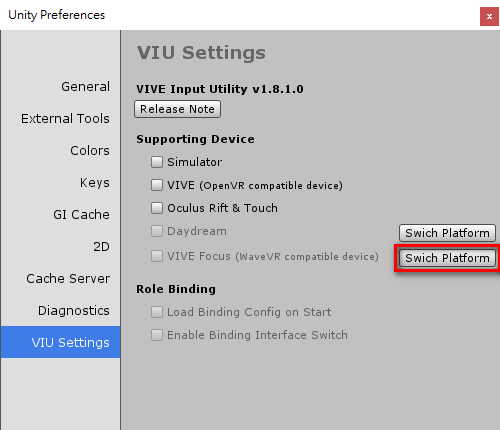 Unity Preferences
x
VIU Settings
General
External Tools
Colors
Keys
GI Cache
2D
Cache Server
Diagnostics
VIU Settings
VIVE Input Utility v1.8.1.0
Release Note
Supporting Device
Simulator
VIVE (OpenVR compatible device)
Oculus Rift & Touch
Daydream Swich Platform
VIVE Focus (WaveVR compatible device) Swich Platform
Role Binding
Load Binding Config on Start
Enable Binding Interface Switch